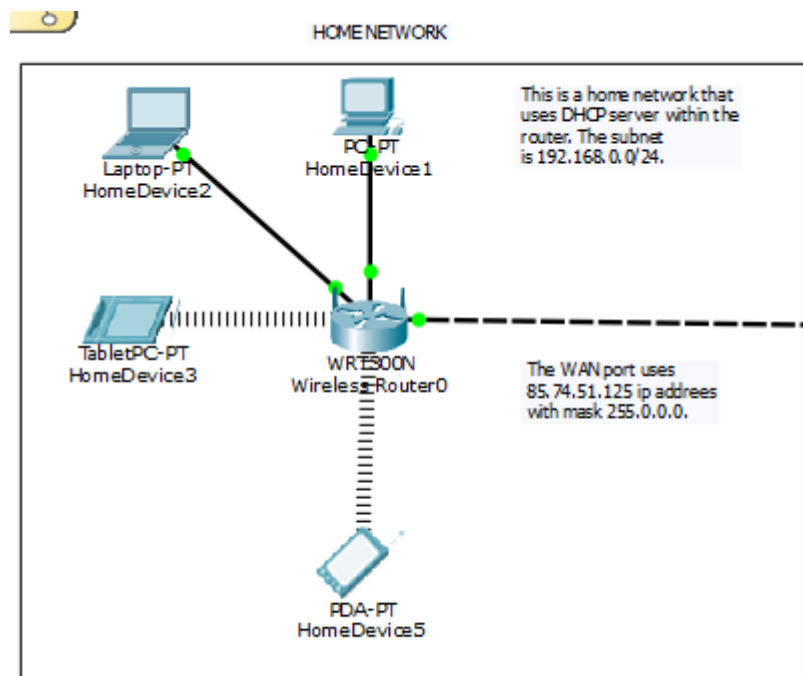 HOME NETWORK
This is a home network that
uses DHCP server within the
router. The subnet
is 192.168.0.0/24.
PC-PT
HomeDevice1
Laptop-PT
HomeDevice2
TabletPC-PT
HomeDevice3
WRT300N
Wireless Router0
The WAN port uses
85.74.51.125 ip addrees
with mask 255.0.0.0.
PDA-PT
HomeDevice5